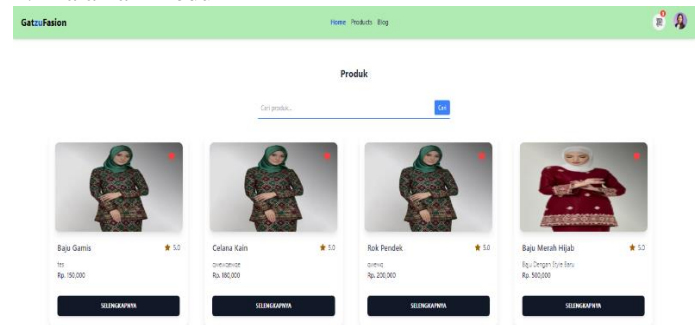 GatzuFasion
Home Products Blog
Produk
Cari produk...
Cari
Baju Gamis 5.0
Rp. 150,000
SELENGKAPNYA
Celana Kain 5.0
Rp. 180,000
SELENGKAPNYA
Rok Pendek 5.0
Rp. 200,000
SELENGKAPNYA
Baju Merah Hijab 5.0
Baju Dengan Style Baru
Rp. 500,000
SELENGKAPNYA